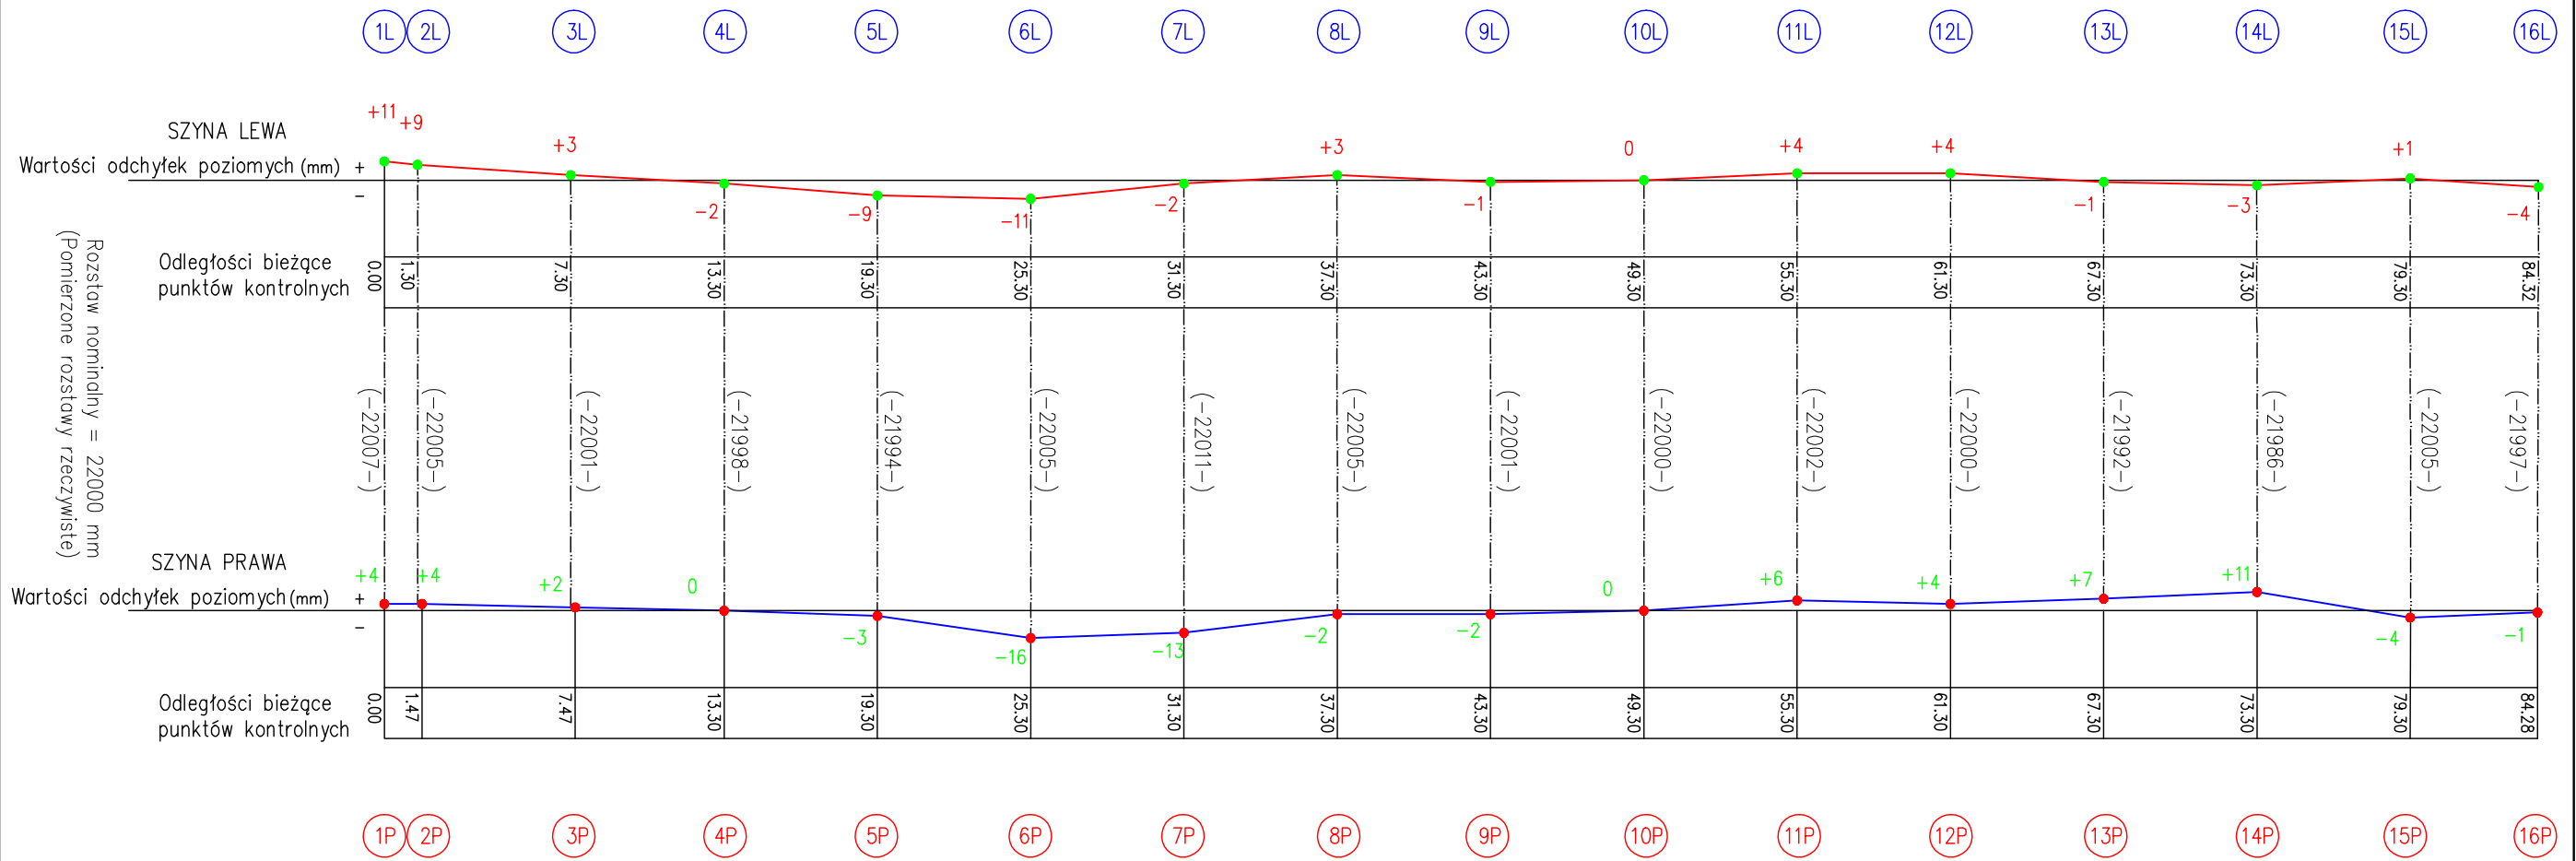 1L 2L 3L 4L 5L 6L 7L 8L 9L 10L 11L 12L 13L 14L 15L 16L
SZYNA LEWA
Wartości odchyłek poziomych (mm) + −
+11 +9 +3 −2 −9 −11 −2 +3 −1 0 +4 +4 −1 −3 +1 −4
Odległości bieżące
punktów kontrolnych
0.00 1.30 7.30 13.30 19.30 25.30 31.30 37.30 43.30 49.30 55.30 61.30 67.30 73.30 79.30 84.32
Rozstaw nominalny = 22000 mm
(Pomierzone rozstawy rzeczywiste)
(−22007−) (−22005−) (−22001−) (−21998−) (−21994−) (−22005−) (−22011−) (−22005−) (−22001−) (−22000−) (−22002−) (−22000−) (−21992−) (−21986−) (−22005−) (−21997−)
SZYNA PRAWA
Wartości odchyłek poziomych (mm) + −
+4 +4 +2 0 −3 −16 −13 −2 −2 0 +6 +4 +7 +11 −4 −1
Odległości bieżące
punktów kontrolnych
0.00 1.47 7.47 13.30 19.30 25.30 31.30 37.30 43.30 49.30 55.30 61.30 67.30 73.30 79.30 84.28
1P 2P 3P 4P 5P 6P 7P 8P 9P 10P 11P 12P 13P 14P 15P 16P